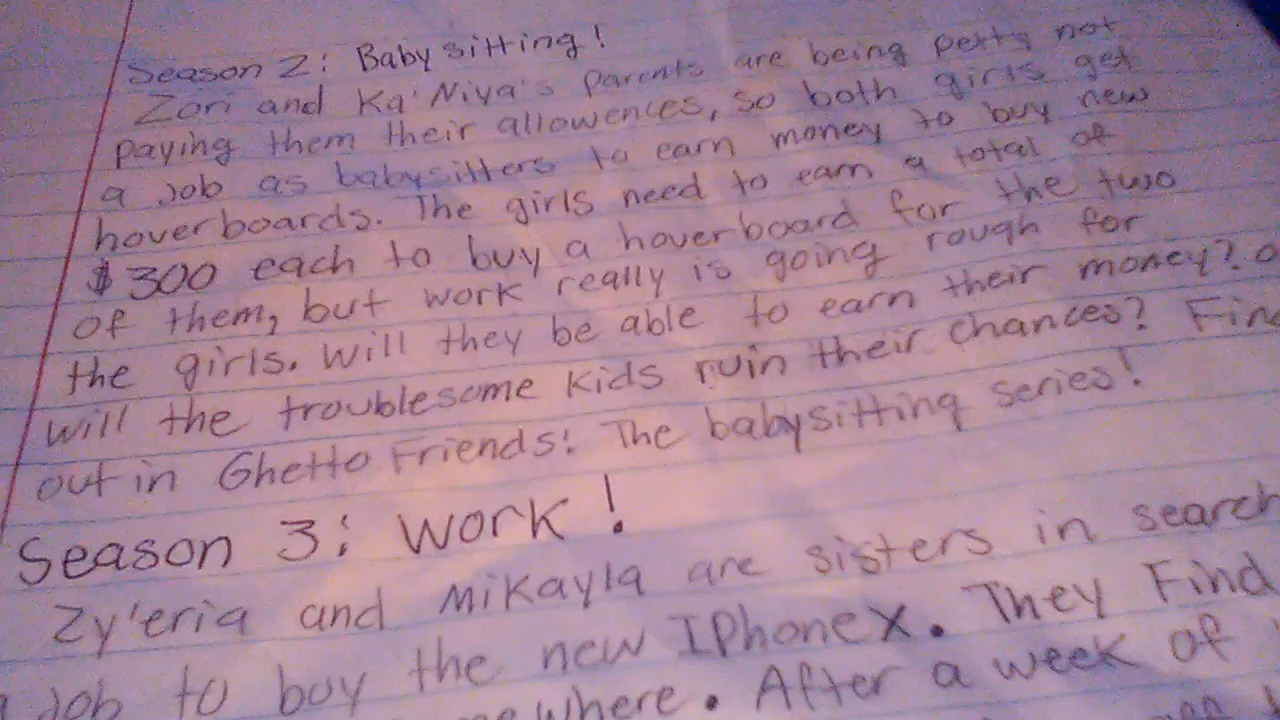 Season 2: Babysitting!
Zori and Ka'Niya's parents are being petty not
paying them their allowences, so both girls get
a job as babysitters to earn money to buy new
hoverboards. The girls need to earn a total of
$300 each to buy a hoverboard for the two
of them, but work really is going rough for
the girls. Will they be able to earn their money?
will the troublesome kids ruin their chances? Find
out in Ghetto Friends: The babysitting series!
Season 3: Work!
Zy'eria and Mikayla are sisters in search
job to buy the new IPhone X. They Find
where. After a week of